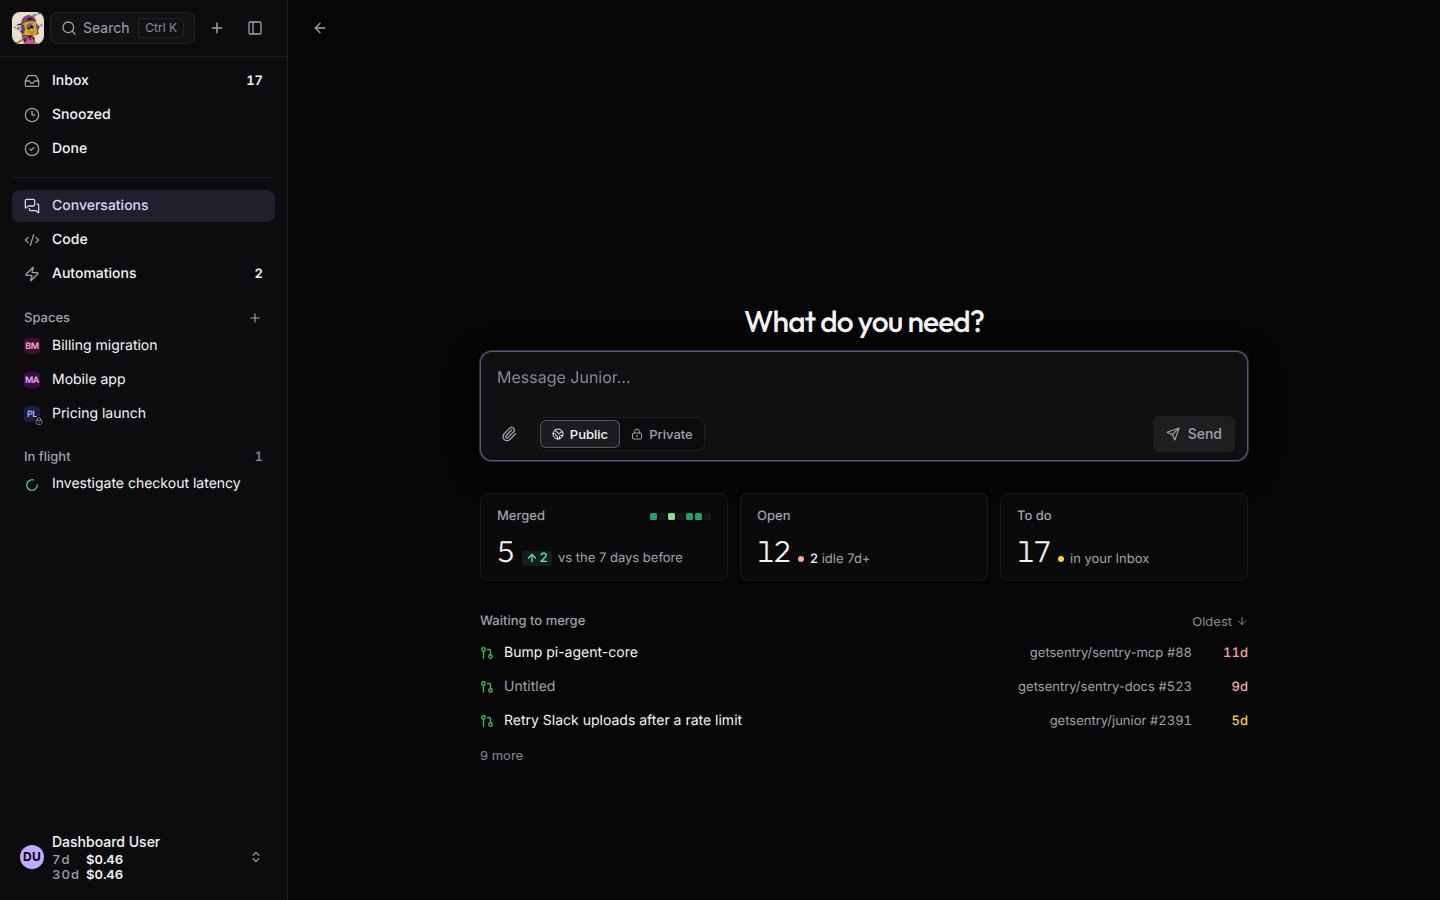 Search Ctrl K
Inbox 17
Snoozed
Done
Conversations
Code
Automations 2
Spaces
BM Billing migration
MA Mobile app
PL Pricing launch
In flight 1
Investigate checkout latency
DU Dashboard User
7d $0.46
30d $0.46
What do you need?
Message Junior...
Public Private Send
Merged
5 2 vs the 7 days before
Open
12 2 idle 7d+
To do
17 in your Inbox
Waiting to merge Oldest
Bump pi-agent-core getsentry/sentry-mcp #88 11d
Untitled getsentry/sentry-docs #523 9d
Retry Slack uploads after a rate limit getsentry/junior #2391 5d
9 more